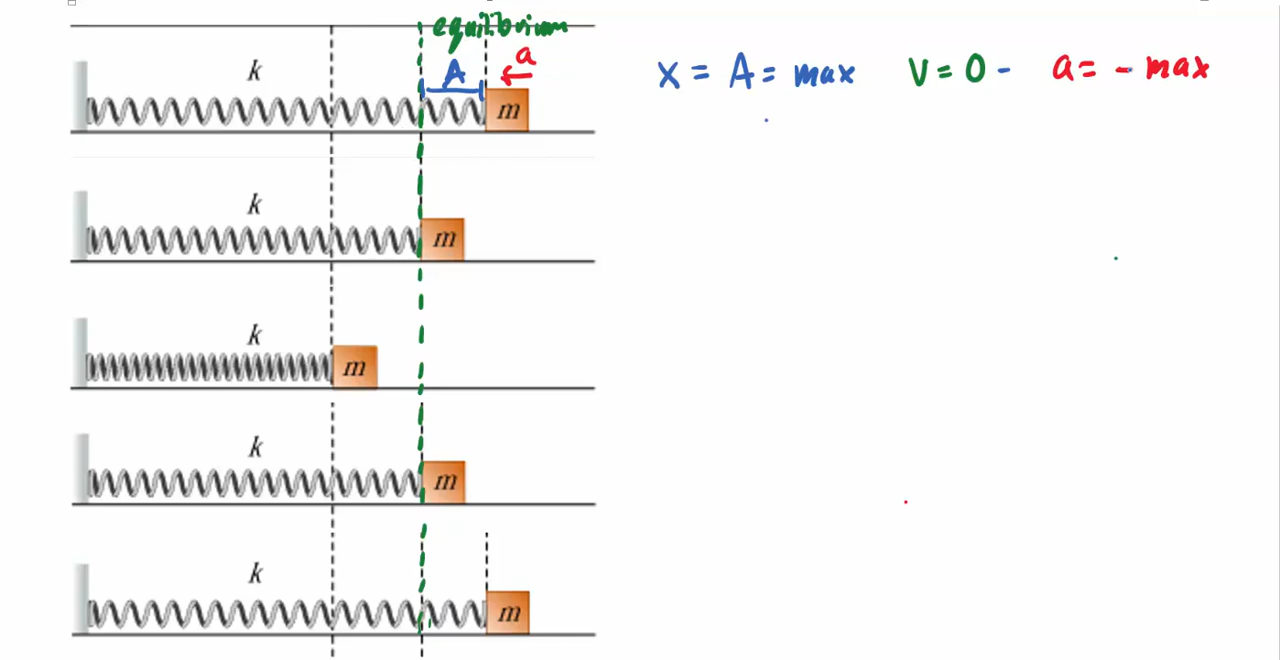 equilibrium
k
A
a
m
x = A = max
v = 0 -
a = - max
k
m
k
m
k
m
k
m